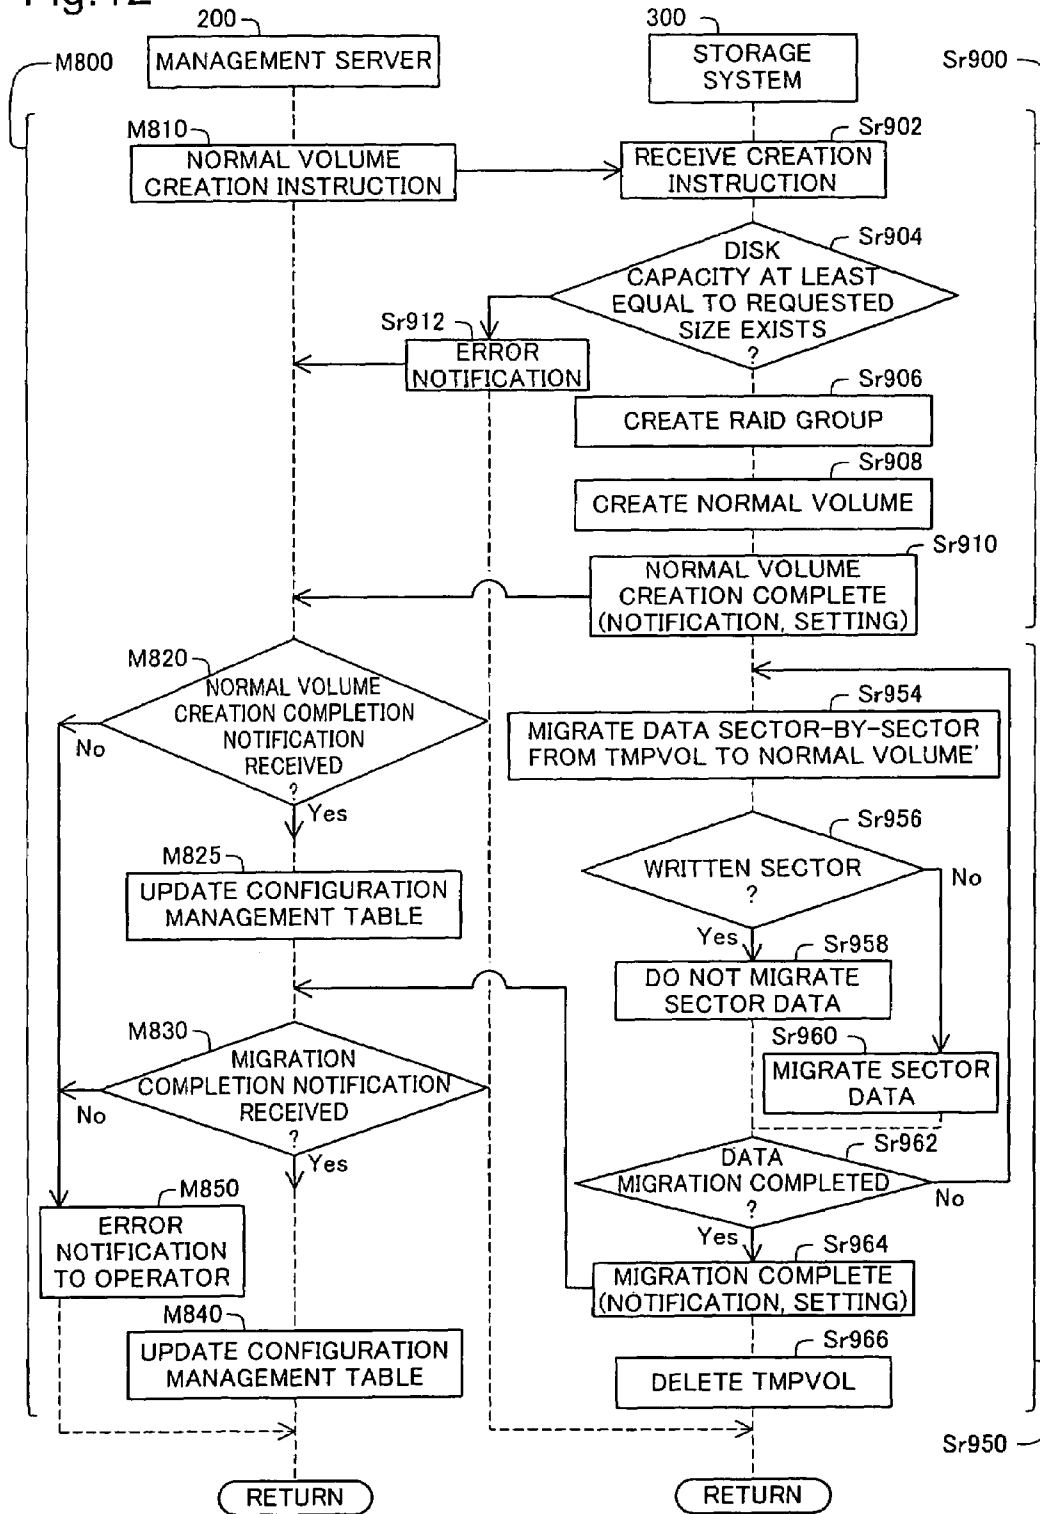 Fig.12
200
300
M800
MANAGEMENT SERVER
STORAGE
SYSTEM
Sr900
M810
Sr902
NORMAL VOLUME
CREATION INSTRUCTION
RECEIVE CREATION
INSTRUCTION
Sr904
DISK
CAPACITY AT LEAST
EQUAL TO REQUESTED
SIZE EXISTS
?
Sr912
ERROR
NOTIFICATION
Sr906
CREATE RAID GROUP
Sr908
CREATE NORMAL VOLUME
Sr910
NORMAL VOLUME
CREATION COMPLETE
(NOTIFICATION, SETTING)
M820
NORMAL VOLUME
CREATION COMPLETION
NOTIFICATION
RECEIVED
?
No
Yes
Sr954
MIGRATE DATA SECTOR-BY-SECTOR
FROM TMPVOL TO NORMAL VOLUME'
Sr956
WRITTEN SECTOR
?
No
Yes
M825
UPDATE CONFIGURATION
MANAGEMENT TABLE
Sr958
DO NOT MIGRATE
SECTOR DATA
Sr960
MIGRATE SECTOR
DATA
M830
MIGRATION
COMPLETION NOTIFICATION
RECEIVED
?
No
Yes
Sr962
DATA
MIGRATION COMPLETED
?
No
Yes
M850
ERROR
NOTIFICATION
TO OPERATOR
Sr964
MIGRATION COMPLETE
(NOTIFICATION, SETTING)
M840
UPDATE CONFIGURATION
MANAGEMENT TABLE
Sr966
DELETE TMPVOL
Sr950
RETURN
RETURN